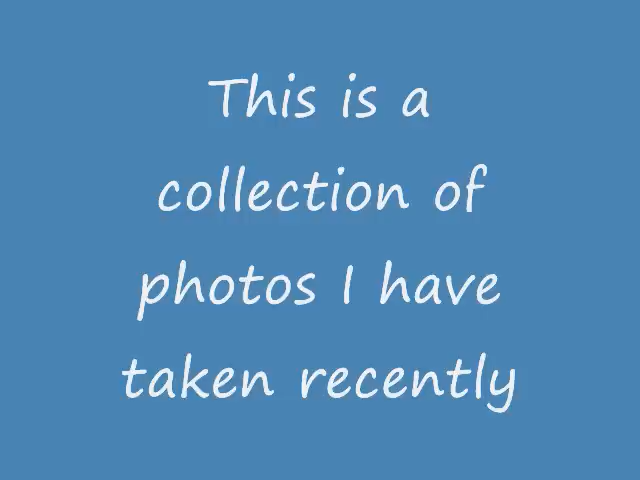 This is a
collection of
photos I have
taken recently